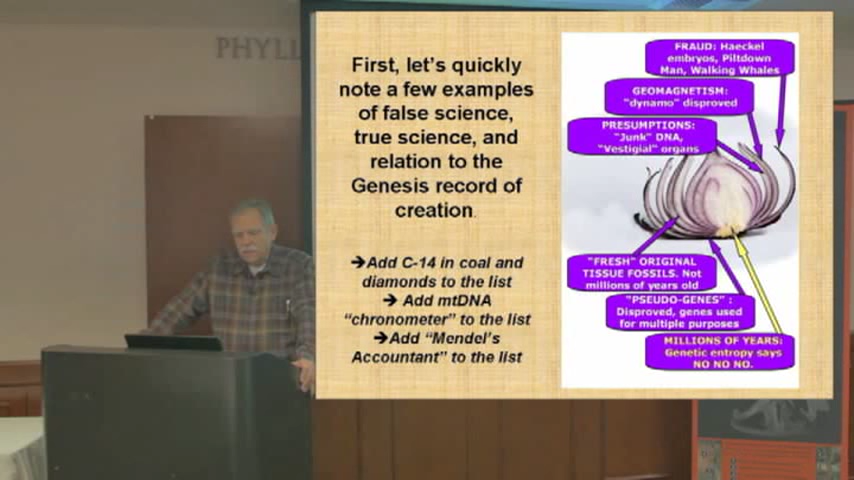 PHYLL
First, let's quickly
note a few examples
of false science,
true science, and
relation to the
Genesis record of
creation.
➔Add C-14 in coal and
diamonds to the list
➔ Add mtDNA
"chronometer" to the list
➔Add "Mendel's
Accountant" to the list
FRAUD: Haeckel
embryos, Piltdown
Man, Walking Whales
GEOMAGNETISM:
"dynamo" disproved
PRESUMPTIONS:
"Junk" DNA,
"Vestigial" organs
"FRESH" ORIGINAL
TISSUE FOSSILS. Not
millions of years old
"PSEUDO-GENES" :
Disproved, genes used
for multiple purposes
MILLIONS OF YEARS:
Genetic entropy says
NO NO NO.